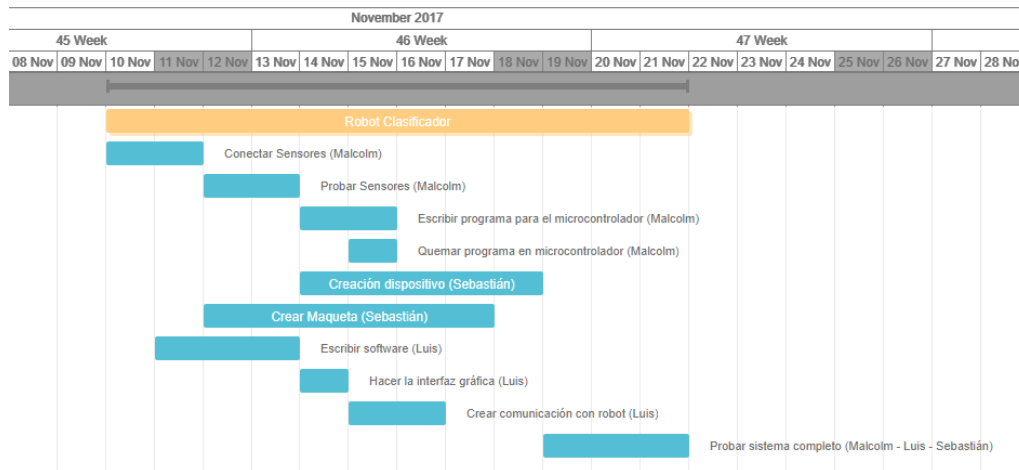 November 2017
45 Week 46 Week 47 Week
08 Nov 09 Nov 10 Nov 11 Nov 12 Nov 13 Nov 14 Nov 15 Nov 16 Nov 17 Nov 18 Nov 19 Nov 20 Nov 21 Nov 22 Nov 23 Nov 24 Nov 25 Nov 26 Nov 27 Nov 28 No
Robot Clasificador
Conectar Sensores (Malcolm)
Probar Sensores (Malcolm)
Escribir programa para el microcontrolador (Malcolm)
Quemar programa en microcontrolador (Malcolm)
Creación dispositivo (Sebastián)
Crear Maqueta (Sebastián)
Escribir software (Luis)
Hacer la interfaz gráfica (Luis)
Crear comunicación con robot (Luis)
Probar sistema completo (Malcolm - Luis - Sebastián)